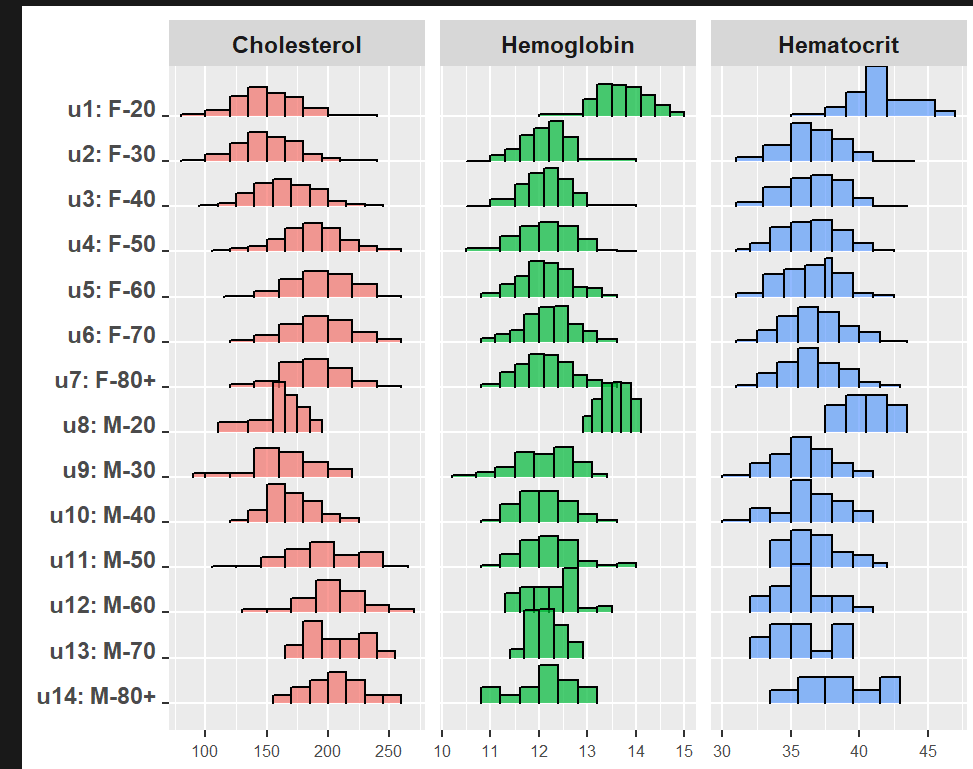 Cholesterol Hemoglobin Hematocrit
u1: F-20
u2: F-30
u3: F-40
u4: F-50
u5: F-60
u6: F-70
u7: F-80+
u8: M-20
u9: M-30
u10: M-40
u11: M-50
u12: M-60
u13: M-70
u14: M-80+
100 150 200 250 10 11 12 13 14 15 30 35 40 45